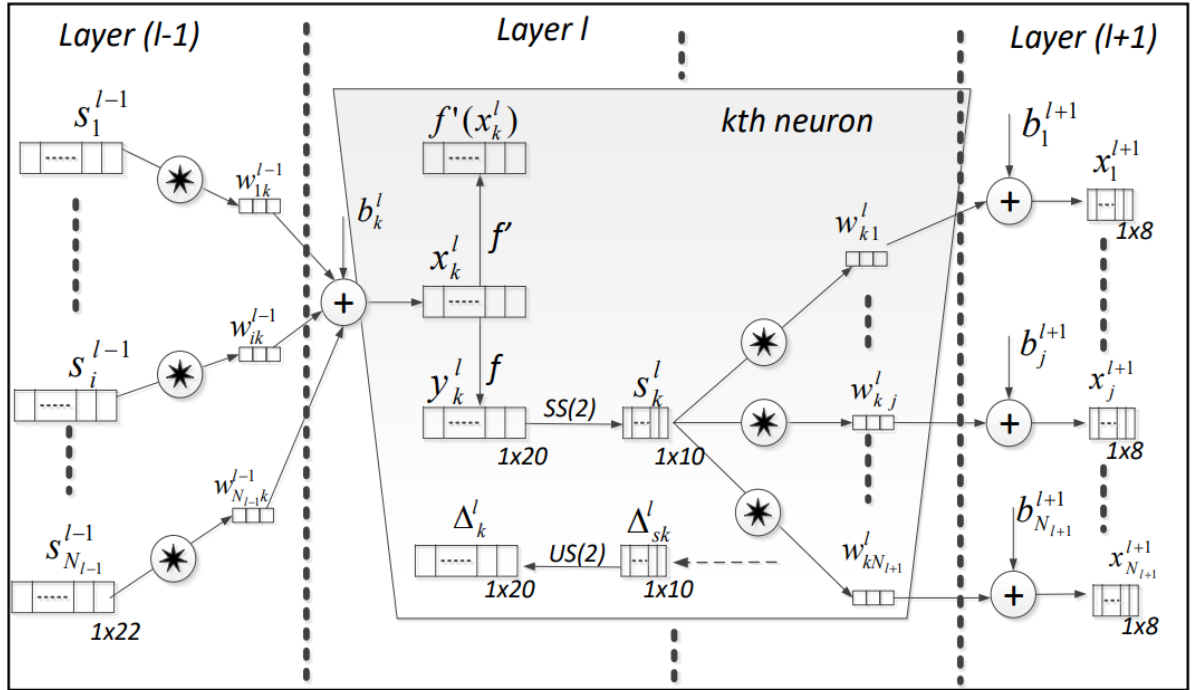 Layer (l-1)
Layer l
Layer (l+1)
kth neuron
s_1^{l-1}
w_{1k}^{l-1}
f'(x_k^l)
b_k^l
f'
x_k^l
w_{k1}^l
b_1^{l+1}
+
x_1^{l+1}
1x8
s_i^{l-1}
w_{ik}^{l-1}
+
f
y_k^l
1x20
SS(2)
s_k^l
1x10
w_{kj}^l
b_j^{l+1}
+
x_j^{l+1}
1x8
s_{N_{l-1}}^{l-1}
1x22
w_{N_{l-1}k}^{l-1}
Δ_k^l
1x20
US(2)
Δ_{sk}^l
1x10
w_{kN_{l+1}}^l
b_{N_{l+1}}^{l+1}
+
x_{N_{l+1}}^{l+1}
1x8